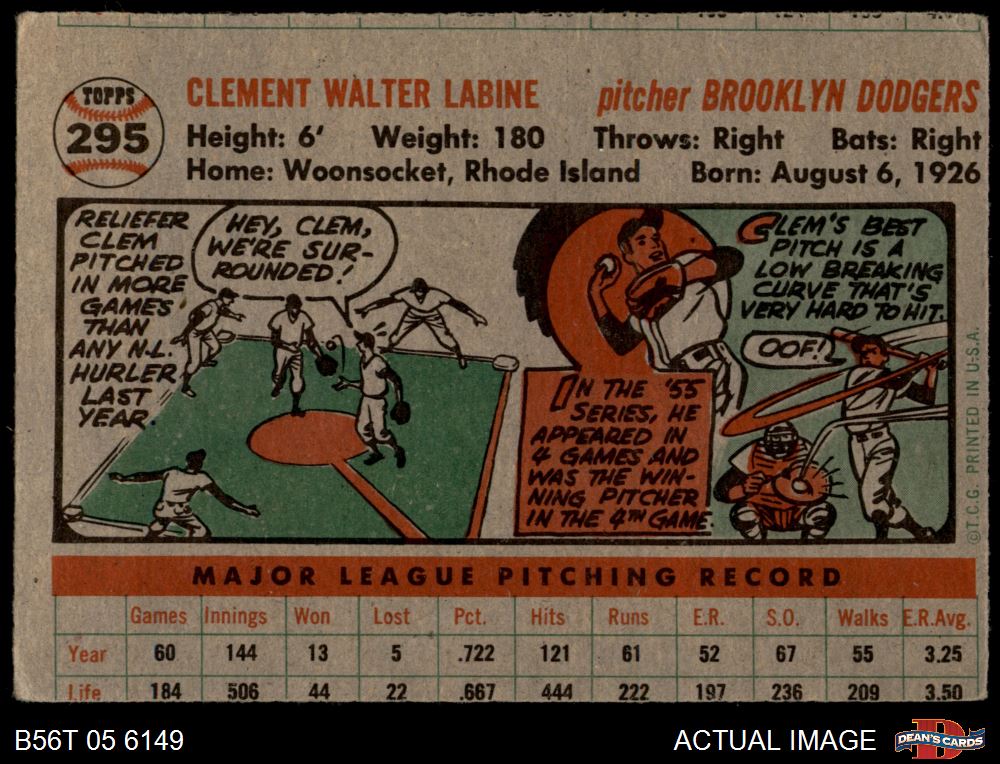 TOPPS
295
CLEMENT WALTER LABINE pitcher BROOKLYN DODGERS
Height: 6' Weight: 180 Throws: Right Bats: Right
Home: Woonsocket, Rhode Island Born: August 6, 1926
RELIEFER
CLEM
PITCHED
IN MORE
GAMES
THAN
ANY N.L.
HURLER
LAST
YEAR.
HEY, CLEM,
WE'RE SUR-
ROUNDED!
IN THE '55
SERIES, HE
APPEARED IN
4 GAMES AND
WAS THE WIN-
NING PITCHER
IN THE 4TH GAME.
CLEM'S BEST
PITCH IS A
LOW BREAKING
CURVE THAT'S
VERY HARD TO HIT.
OOF!
©T.C.G. PRINTED IN U.S.A.
MAJOR LEAGUE PITCHING RECORD
Games Innings Won Lost Pct. Hits Runs E.R. S.O. Walks E.R.Avg.
Year 60 144 13 5 .722 121 61 52 67 55 3.25
Life 184 506 44 22 .667 444 222 197 236 209 3.50
B56T 05 6149 ACTUAL IMAGE DEAN'S CARDS